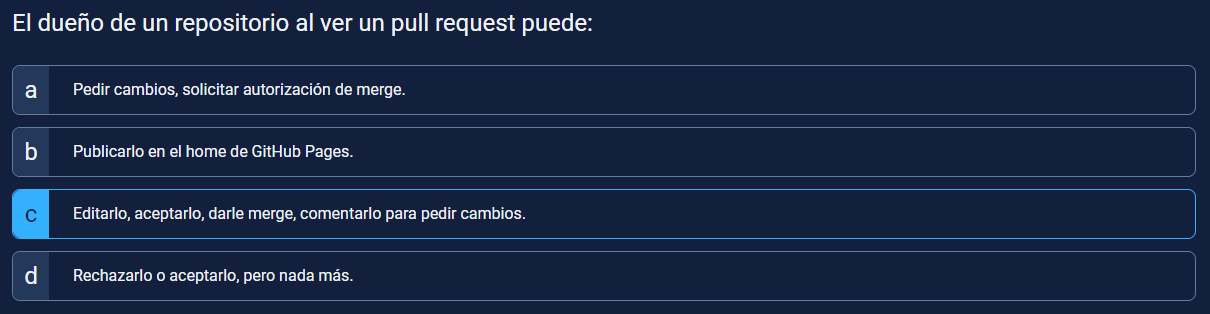 El dueño de un repositorio al ver un pull request puede:
a Pedir cambios, solicitar autorización de merge.
b Publicarlo en el home de GitHub Pages.
c Editarlo, aceptarlo, darle merge, comentarlo para pedir cambios.
d Rechazarlo o aceptarlo, pero nada más.